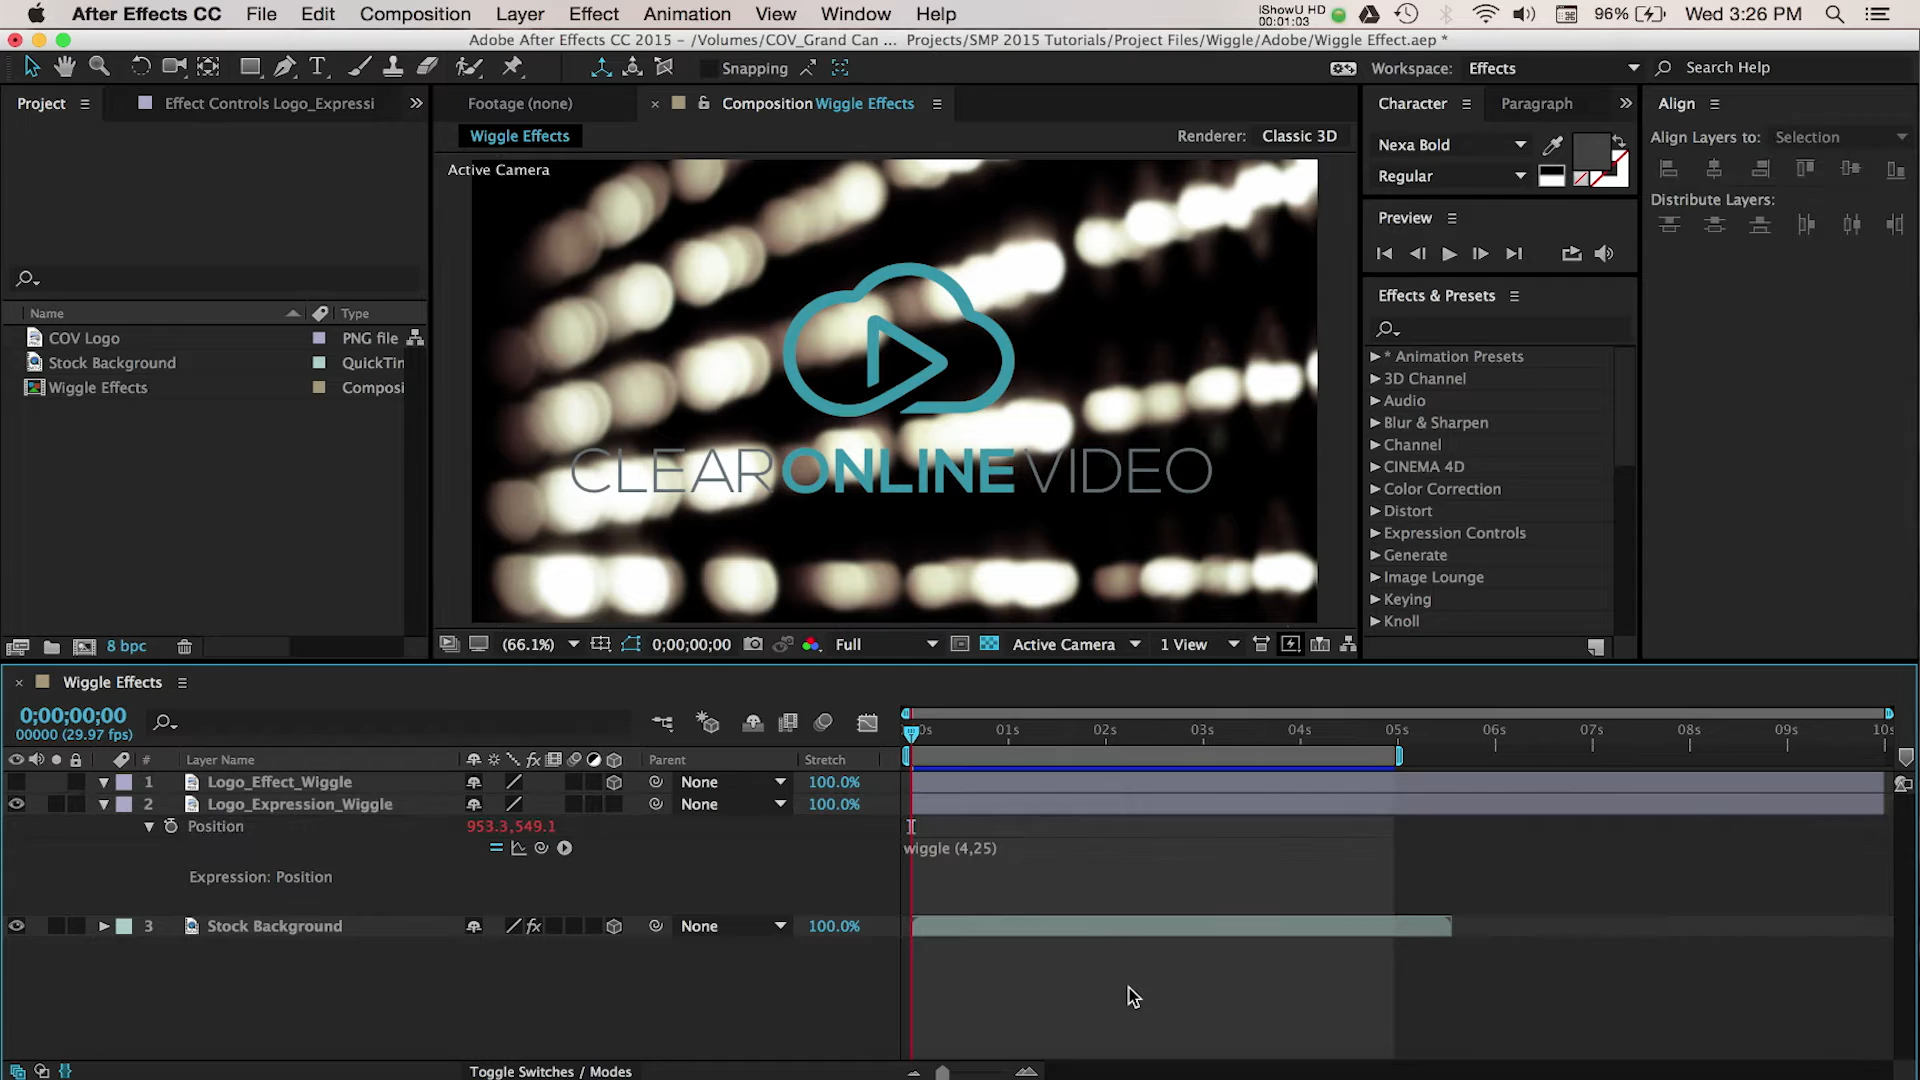 After Effects CC File Edit Composition Layer Effect Animation View Window Help iShowU HD 00:01:03 96% Wed 3:26 PM
Adobe After Effects CC 2015 - /Volumes/COV_Grand Can ... Projects/SMP 2015 Tutorials/Project Files/Wiggle/Adobe/Wiggle Effect.aep *
T Snapping Workspace: Effects Search Help
Project Effect Controls Logo_Expressi Footage (none) Composition Wiggle Effects Character Paragraph Align
Wiggle Effects Renderer: Classic 3D
Align Layers to: Selection
Nexa Bold
Regular
Active Camera
Distribute Layers:
Preview
Effects & Presets
Name Type
COV Logo PNG file
Stock Background QuickTin
Wiggle Effects Composi
* Animation Presets
3D Channel
Audio
Blur & Sharpen
Channel
CINEMA 4D
Color Correction
Distort
Expression Controls
Generate
Image Lounge
Keying
Knoll
CLEARONLINEVIDEO
8 bpc (66.1%) 0;00;00;00 Full Active Camera 1 View
Wiggle Effects
0;00;00;00
00000 (29.97 fps)
0s 01s 02s 03s 04s 05s 06s 07s 08s 09s 10s
# Layer Name fx Parent Stretch
1 Logo_Effect_Wiggle None 100.0%
2 Logo_Expression_Wiggle None 100.0%
Position 953.3,549.1
wiggle (4,25)
Expression: Position
3 Stock Background fx None 100.0%
Toggle Switches / Modes